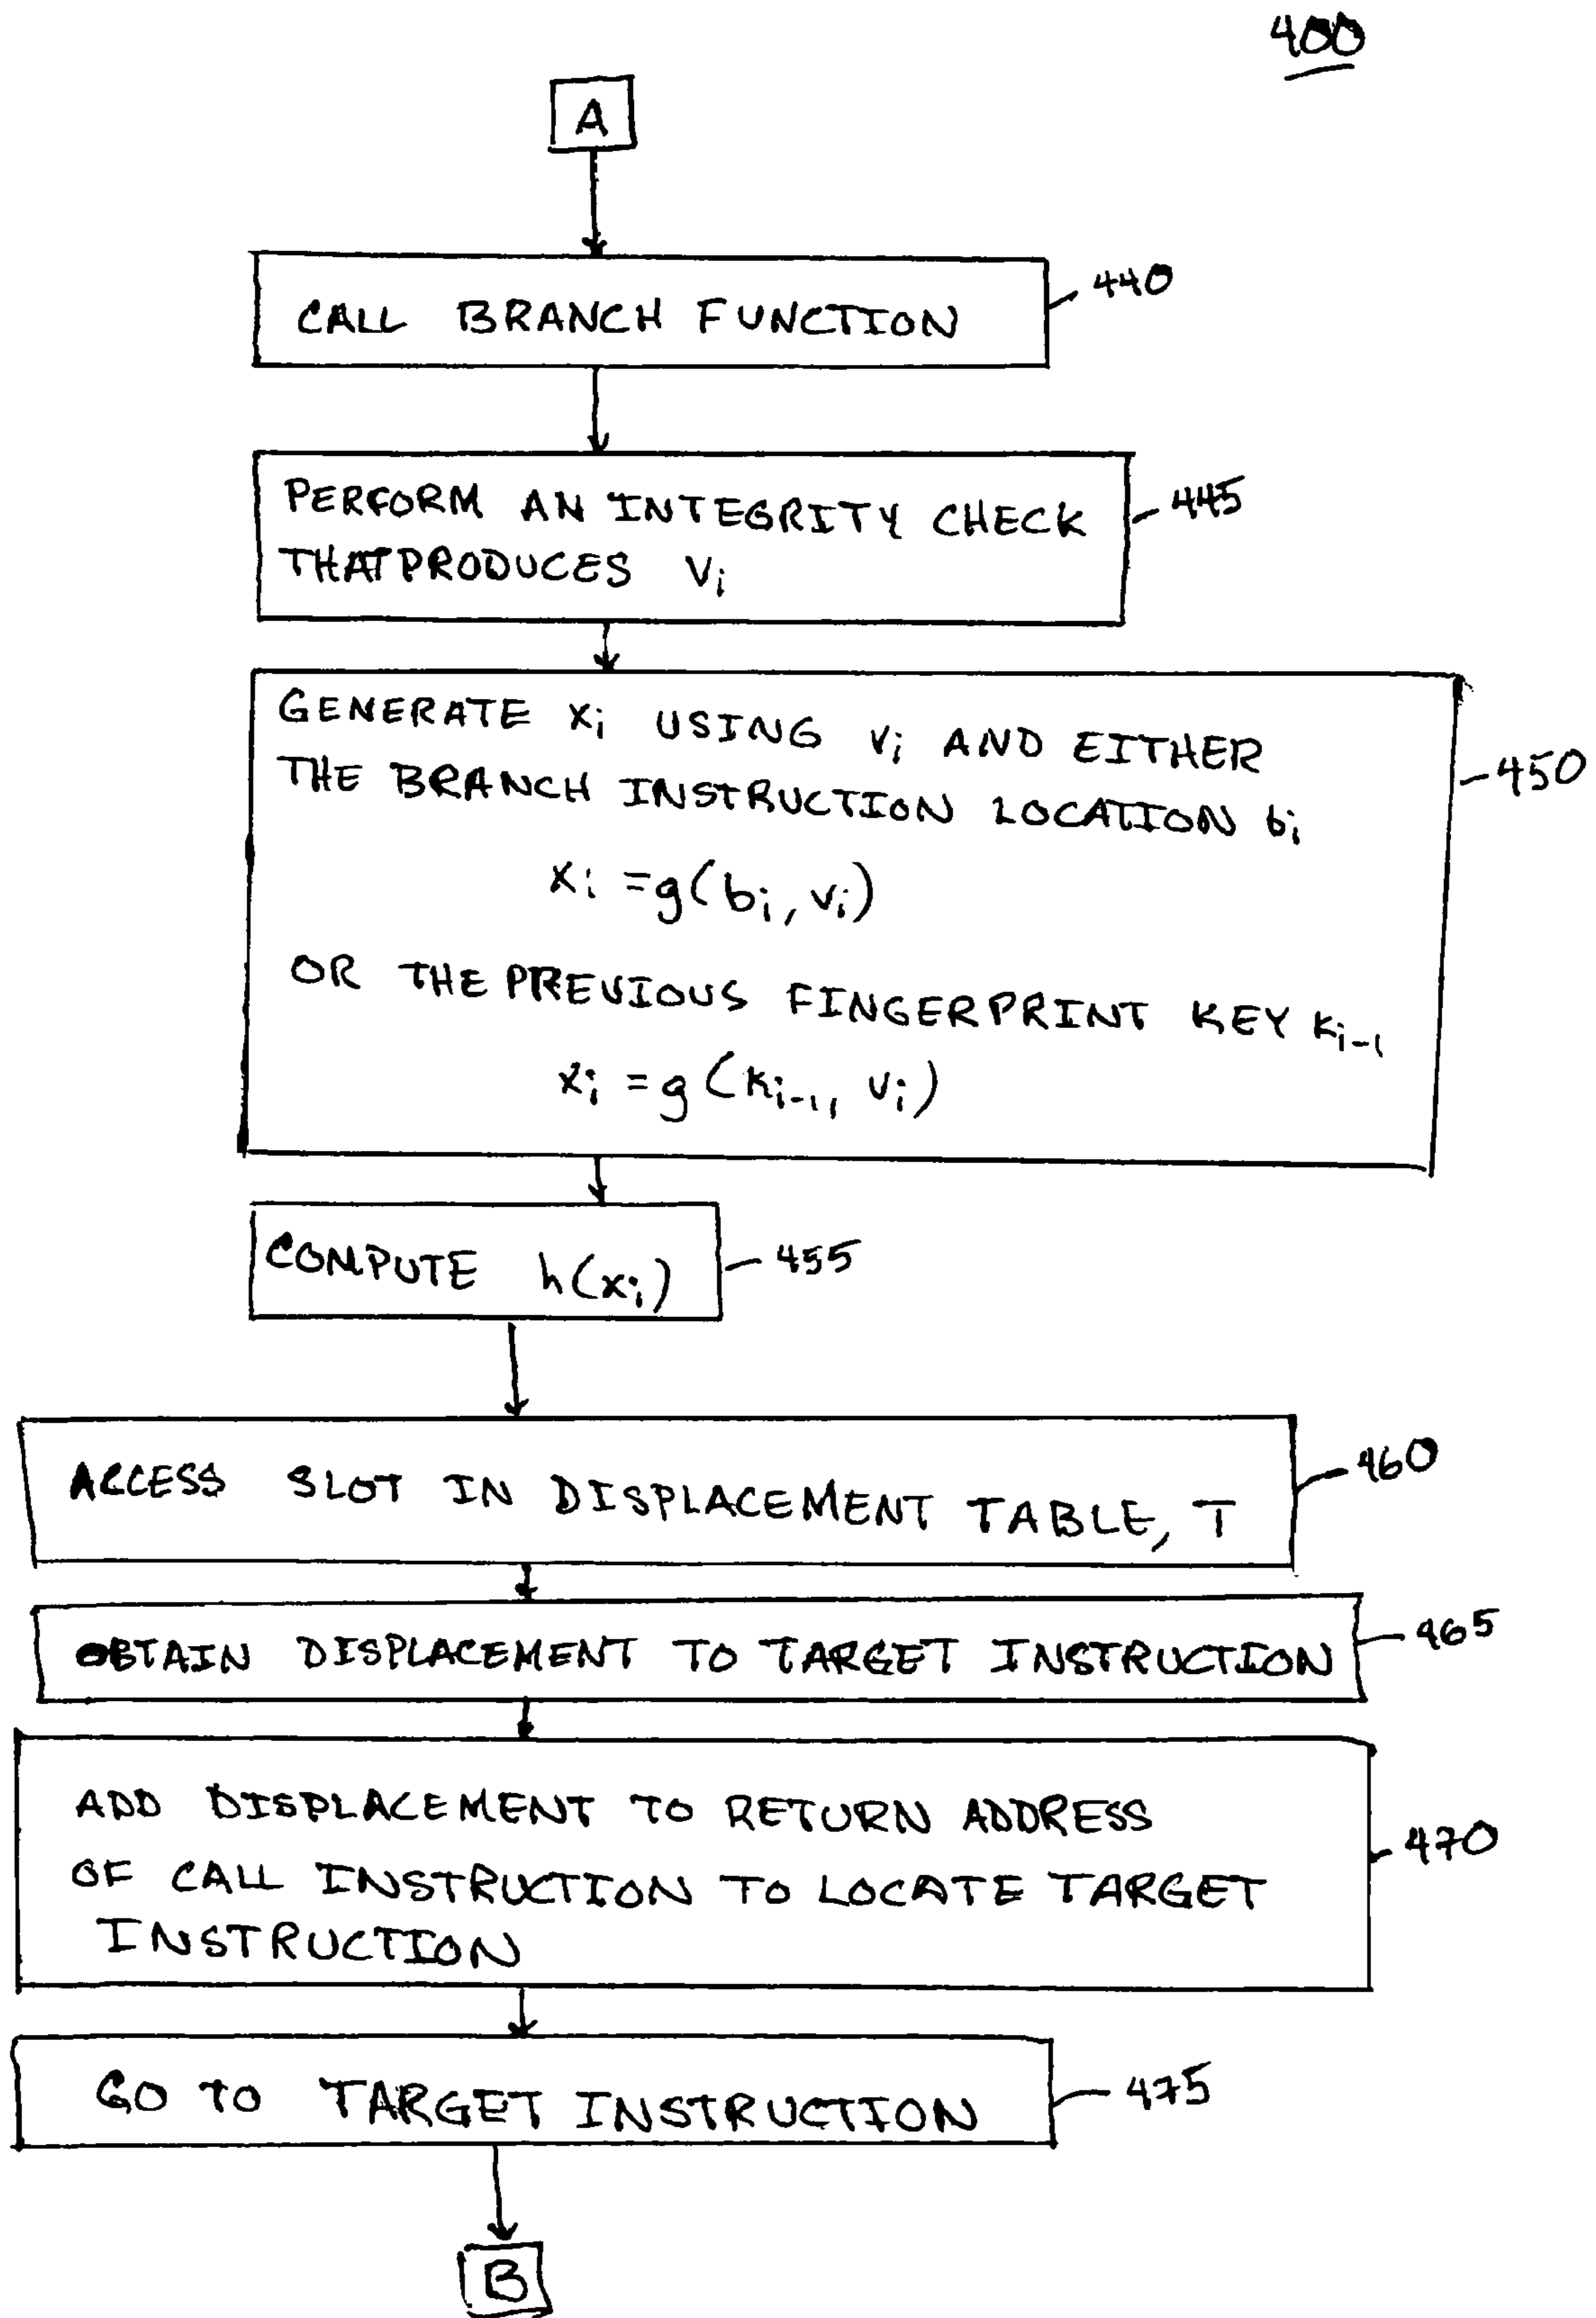 400
A
CALL BRANCH FUNCTION
440
PERFORM AN INTEGRITY CHECK
THAT PRODUCES vᵢ
445
GENERATE xᵢ USING vᵢ AND EITHER
THE BRANCH INSTRUCTION LOCATION bᵢ
xᵢ = g(bᵢ, vᵢ)
OR THE PREVIOUS FINGERPRINT KEY kᵢ₋₁
xᵢ = g(kᵢ₋₁, vᵢ)
450
COMPUTE h(xᵢ)
455
ACCESS SLOT IN DISPLACEMENT TABLE, T
460
OBTAIN DISPLACEMENT TO TARGET INSTRUCTION
465
ADD DISPLACEMENT TO RETURN ADDRESS
OF CALL INSTRUCTION TO LOCATE TARGET
INSTRUCTION
470
GO TO TARGET INSTRUCTION
475
B